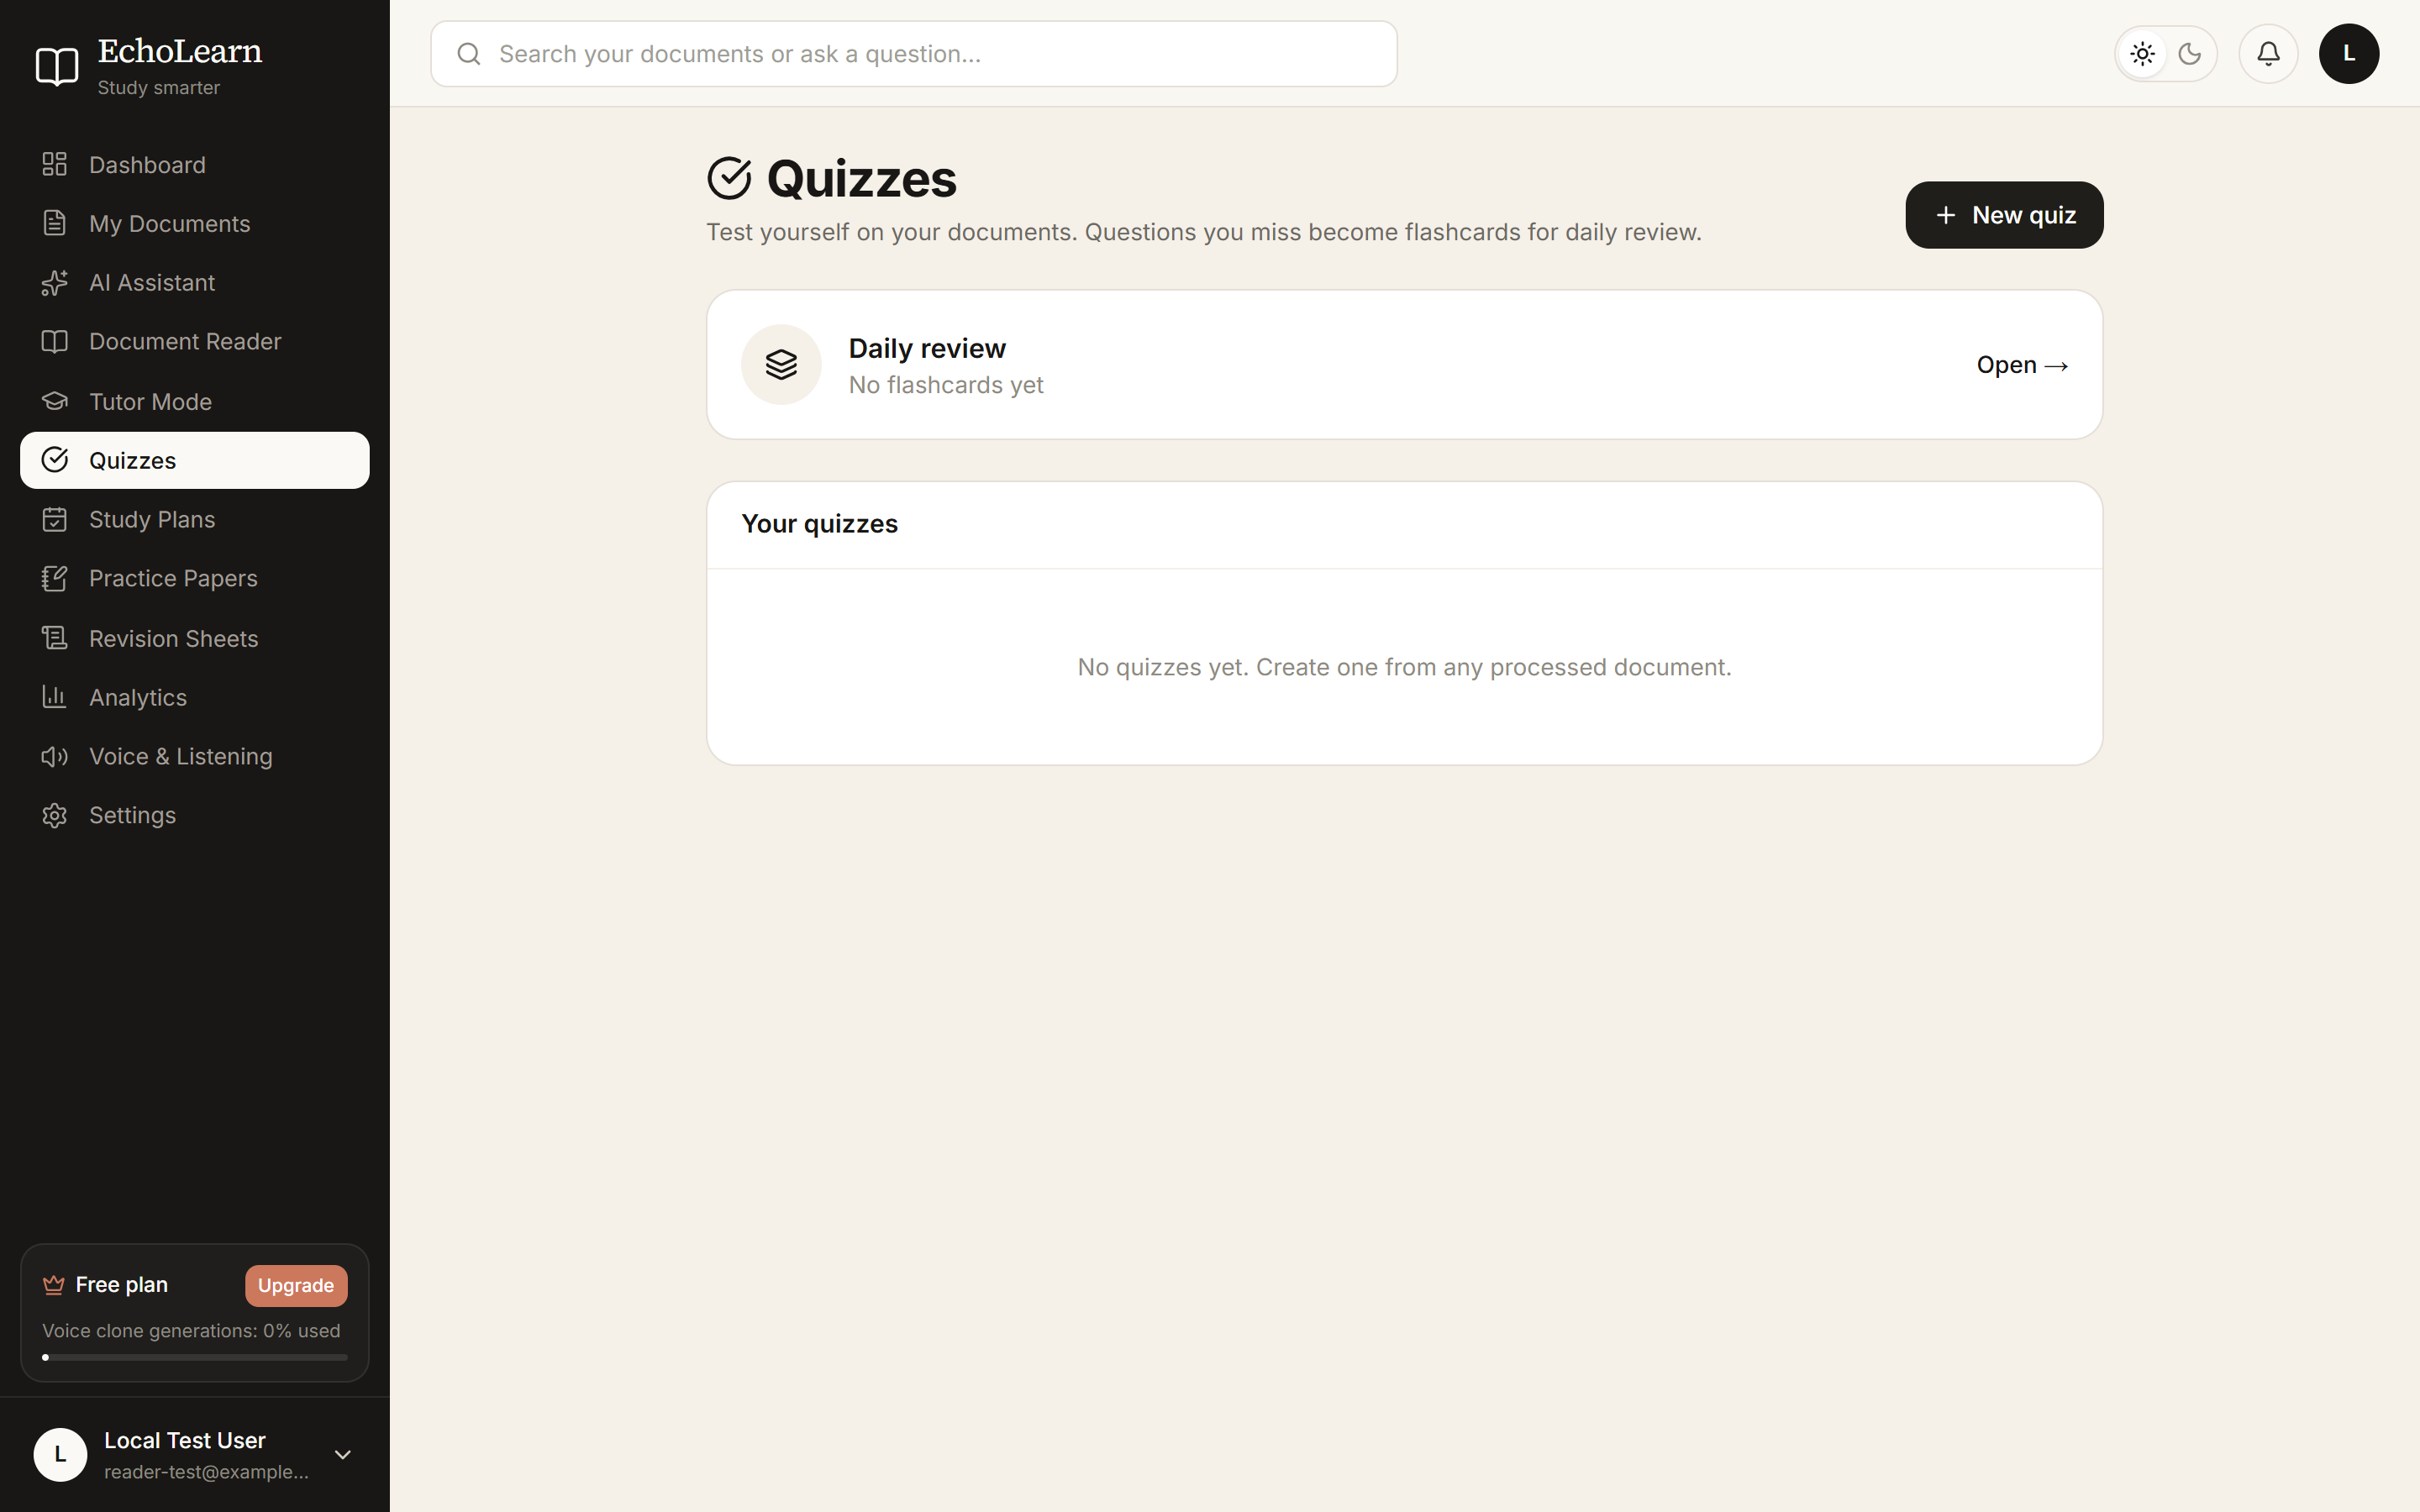 EchoLearn
Study smarter
Dashboard
My Documents
AI Assistant
Document Reader
Tutor Mode
Quizzes
Study Plans
Practice Papers
Revision Sheets
Analytics
Voice & Listening
Settings
Free plan
Upgrade
Voice clone generations: 0% used
L
Local Test User
reader-test@example...
Search your documents or ask a question...
L
Quizzes
Test yourself on your documents. Questions you miss become flashcards for daily review.
New quiz
Daily review
No flashcards yet
Open →
Your quizzes
No quizzes yet. Create one from any processed document.